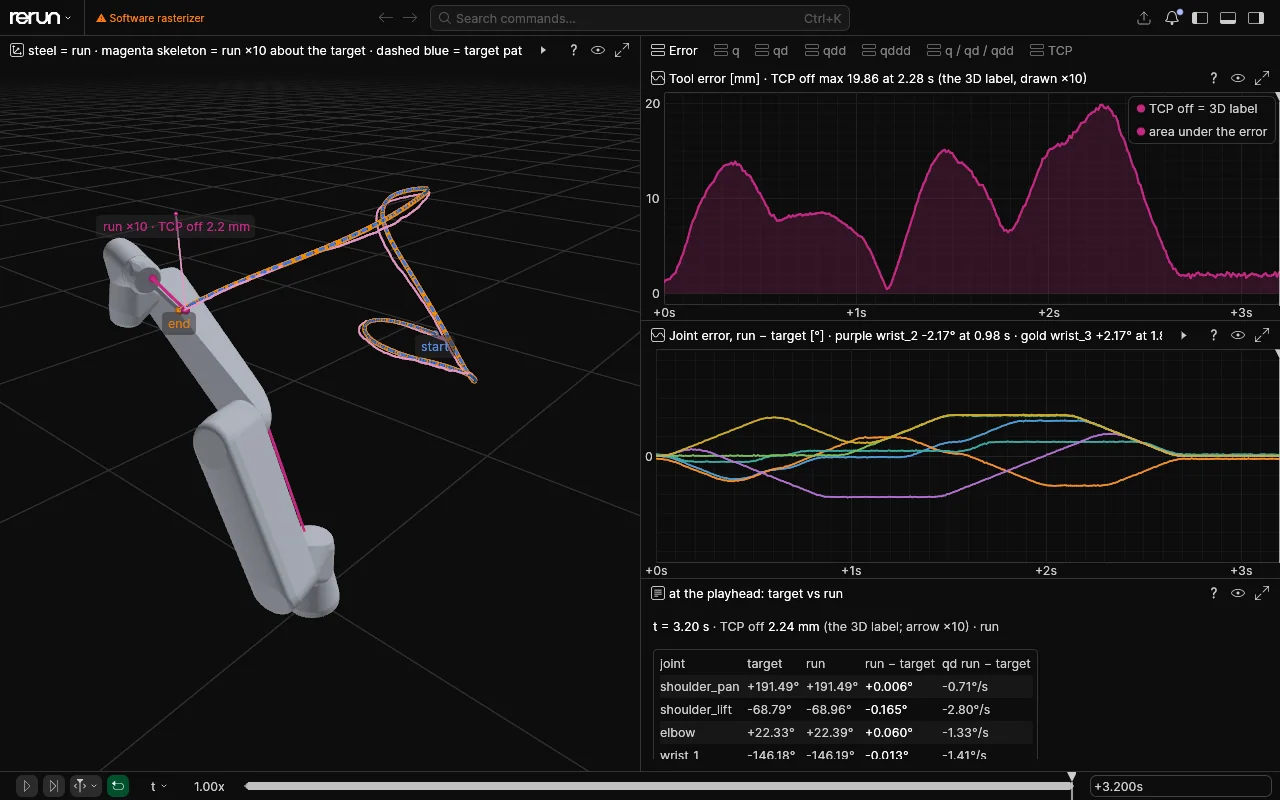 rerun
Software rasterizer
Search commands...
Ctrl+K
steel = run · magenta skeleton = run ×10 about the target · dashed blue = target pat
?
run ×10 · TCP off 2.2 mm
end
start
Error
q
qd
qdd
qddd
q / qd / qdd
TCP
Tool error [mm] · TCP off max 19.86 at 2.28 s (the 3D label, drawn ×10)
?
TCP off = 3D label
area under the error
20
10
0
+0s
+1s
+2s
+3s
Joint error, run − target [°] · purple wrist_2 -2.17° at 0.98 s · gold wrist_3 +2.17° at 1.
?
0
+0s
+1s
+2s
+3s
at the playhead: target vs run
?
t = 3.20 s · TCP off 2.24 mm (the 3D label; arrow ×10) · run
joint target run run − target qd run − target
shoulder_pan +191.49° +191.49° +0.006° -0.71°/s
shoulder_lift -68.79° -68.96° -0.165° -2.80°/s
elbow +22.33° +22.39° +0.060° -1.33°/s
wrist_1 -146.18° -146.19° -0.013° -1.41°/s
t
1.00x
+3.200s